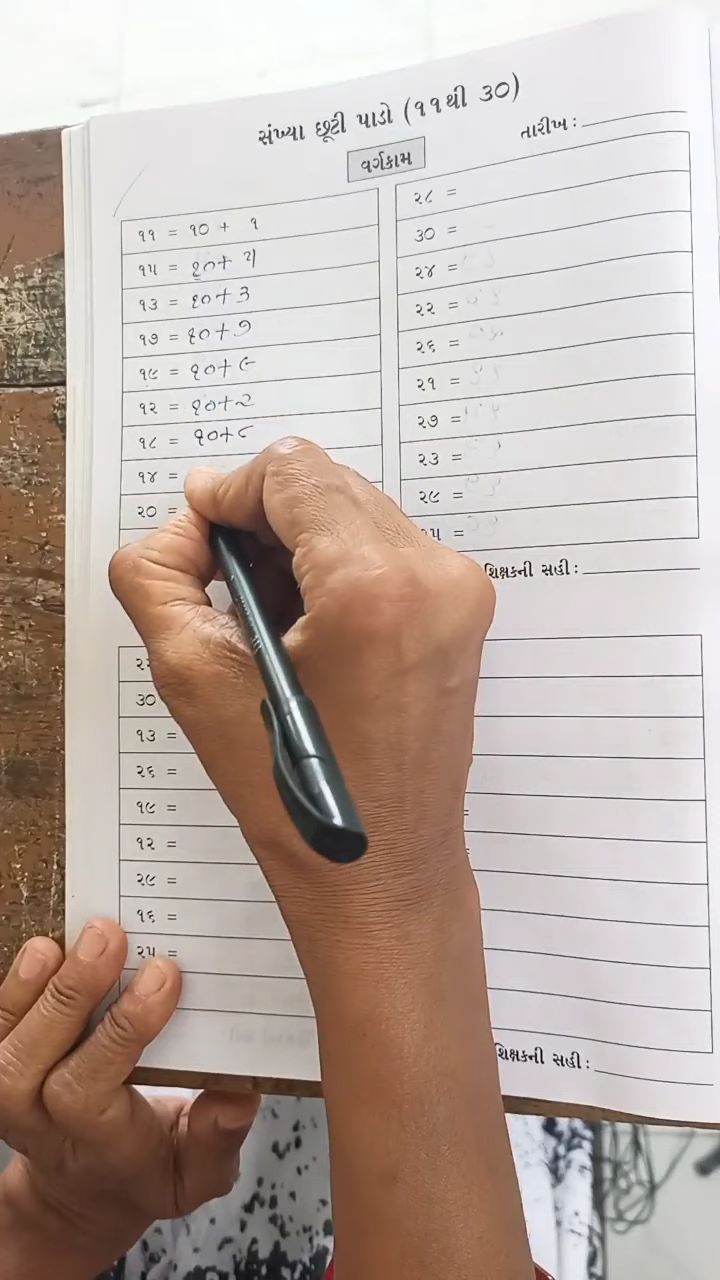 સંખ્યા છૂટી પાડો (૧૧થી ૩૦)
તારીખ :
વર્ગકામ
૧૧ = ૧૦ + ૧
૧૫ = ૧૦+ ૫
૧૩ = ૧૦+૩
૧૭ = ૧૦+૭
૧૯ = ૧૦+૯
૧૨ = ૧૦+૨
૧૮ = ૧૦+૮
૧૪ =
૨૦ =
૨૮ =
૩૦ =
૨૪ =
૨૨ =
૨૬ =
૨૧ =
૨૭ =
૨૩ =
૨૯ =
૫ =
શિક્ષકની સહી :
૩૦
૧૩ =
૨૬ =
૧૯ =
૧૨ =
૨૯ =
૧૬ =
૨૫ =
શિક્ષકની સહી :